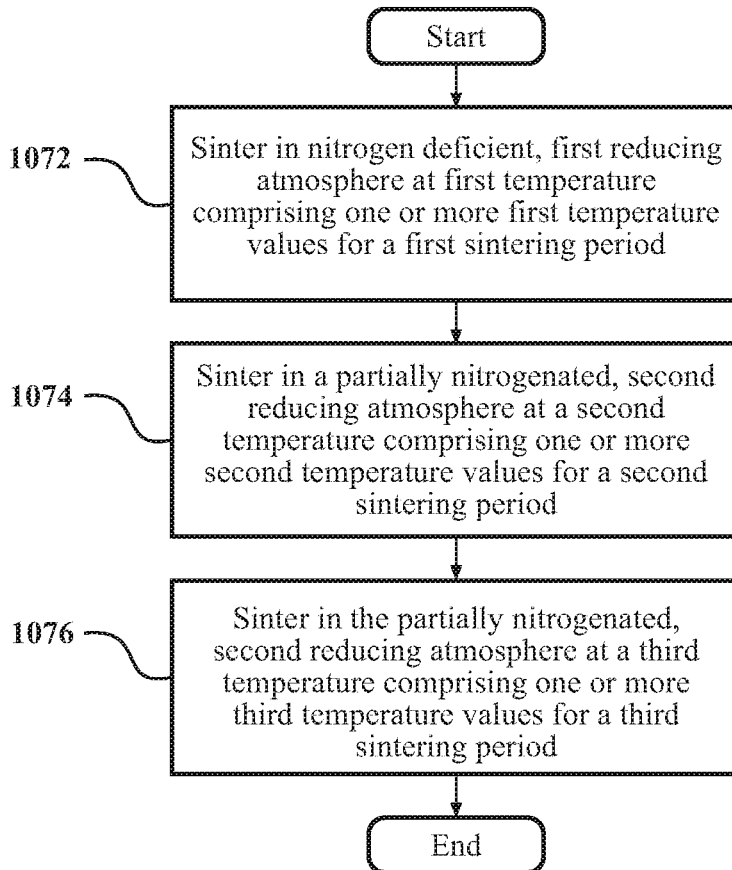 Start
1072
Sinter in nitrogen deficient, first reducing
atmosphere at first temperature
comprising one or more first temperature
values for a first sintering period
1074
Sinter in a partially nitrogenated, second
reducing atmosphere at a second
temperature comprising one or more
second temperature values for a second
sintering period
1076
Sinter in the partially nitrogenated,
second reducing atmosphere at a third
temperature comprising one or more
third temperature values for a third
sintering period
End